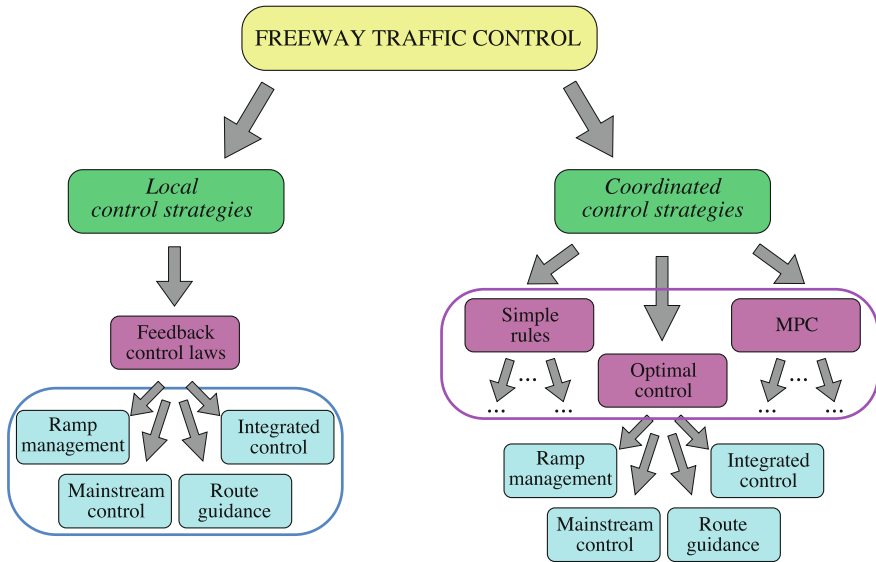 FREEWAY TRAFFIC CONTROL
Local
control strategies
Coordinated
control strategies
Feedback
control laws
Simple
rules
MPC
Optimal
control
... ...
... ... ... ...
Ramp
management
Integrated
control
Mainstream
control
Route
guidance
Ramp
management
Integrated
control
Mainstream
control
Route
guidance